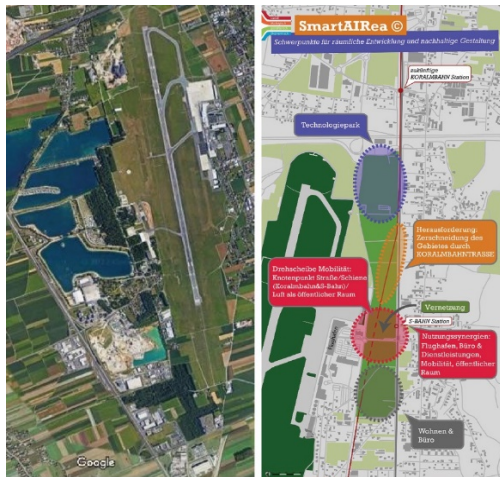 SmartAIRea ©
Schwerpunkte für räumliche Entwicklung und nachhaltige Gestaltung
zukünftige
KORALMBAHN Station
Technologiepark
Herausforderung:
Zerschneidung des
Gebietes durch
KORALMBAHNTRASSE
Drehscheibe Mobilität:
Knotenpunkt Straße/Schiene
(Koralmbahn&S-Bahn)/
Luft als öffentlicher Raum
Vernetzung
S-BAHN Station
Nutzungssynergien:
Flughafen, Büro &
Dienstleistungen,
Mobilität, öffentlicher
Raum
Wohnen &
Büro
Google